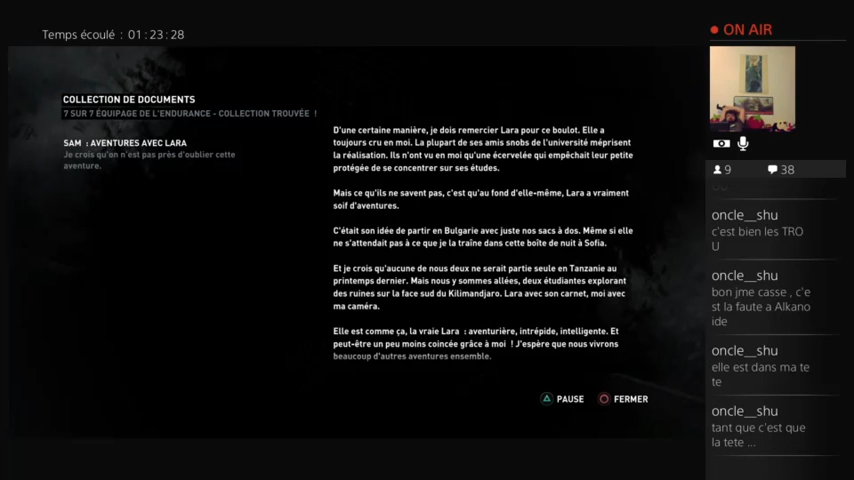 Temps écoulé : 01:23:28
COLLECTION DE DOCUMENTS
7 SUR 7 ÉQUIPAGE DE L'ENDURANCE - COLLECTION TROUVÉE !
SAM : AVENTURES AVEC LARA
Je crois qu'on n'est pas près d'oublier cette
aventure.
D'une certaine manière, je dois remercier Lara pour ce boulot. Elle a
toujours cru en moi. La plupart de ses amis snobs de l'université méprisent
la réalisation. Ils n'ont vu en moi qu'une écervelée qui empêchait leur petite
protégée de se concentrer sur ses études.
Mais ce qu'ils ne savent pas, c'est qu'au fond d'elle-même, Lara a vraiment
soif d'aventures.
C'était son idée de partir en Bulgarie avec juste nos sacs à dos. Même si elle
ne s'attendait pas à ce que je la traîne dans cette boîte de nuit à Sofia.
Et je crois qu'aucune de nous deux ne serait partie seule en Tanzanie au
printemps dernier. Mais nous y sommes allées, deux étudiantes explorant
des ruines sur la face sud du Kilimandjaro. Lara avec son carnet, moi avec
ma caméra.
Elle est comme ça, la vraie Lara : aventurière, intrépide, intelligente. Et
peut-être un peu moins coincée grâce à moi ! J'espère que nous vivrons
beaucoup d'autres aventures ensemble.
PAUSE
FERMER
ON AIR
9
38
oncle__shu
c'est bien les TRO
U
oncle__shu
bon jme casse , c'e
st la faute a Alkano
ide
oncle__shu
elle est dans ma te
te
oncle__shu
tant que c'est que
la tete ...